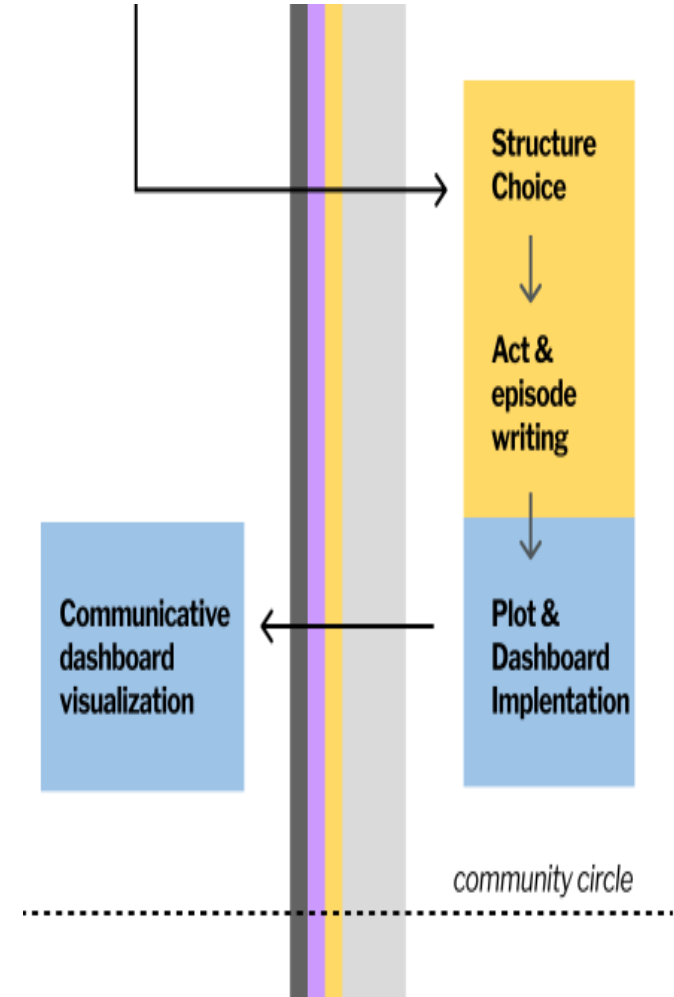 Structure
Choice
Act &
episode
writing
Communicative
dashboard
visualization
Plot &
Dashboard
Implentation
community circle